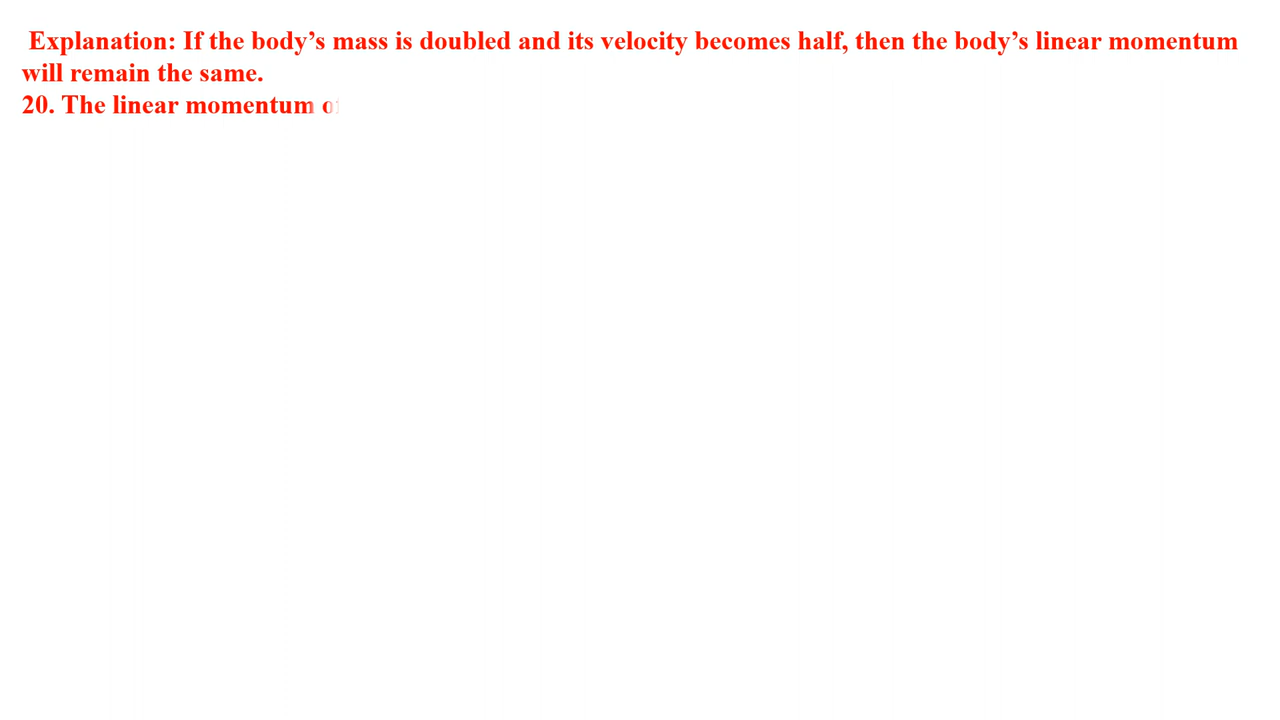 Explanation: If the body’s mass is doubled and its velocity becomes half, then the body’s linear momentum
will remain the same.
20. The linear momentum